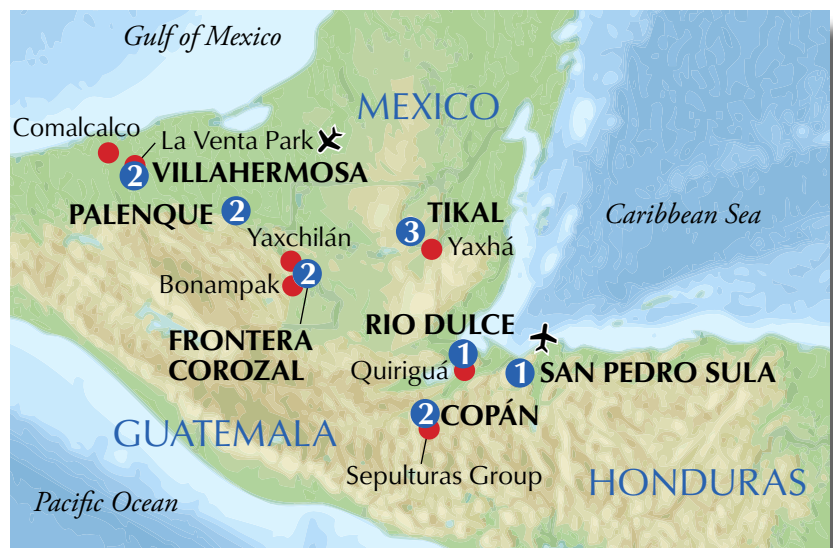 Gulf of Mexico
MEXICO
Comalcalco
La Venta Park
2 VILLAHERMOSA
PALENQUE 2
TIKAL
3
Caribbean Sea
Yaxchilán
Yaxhá
2
Bonampak
RIO DULCE
FRONTERA
COROZAL
1
Quiriguá
1 SAN PEDRO SULA
2 COPÁN
GUATEMALA
Sepulturas Group
HONDURAS
Pacific Ocean